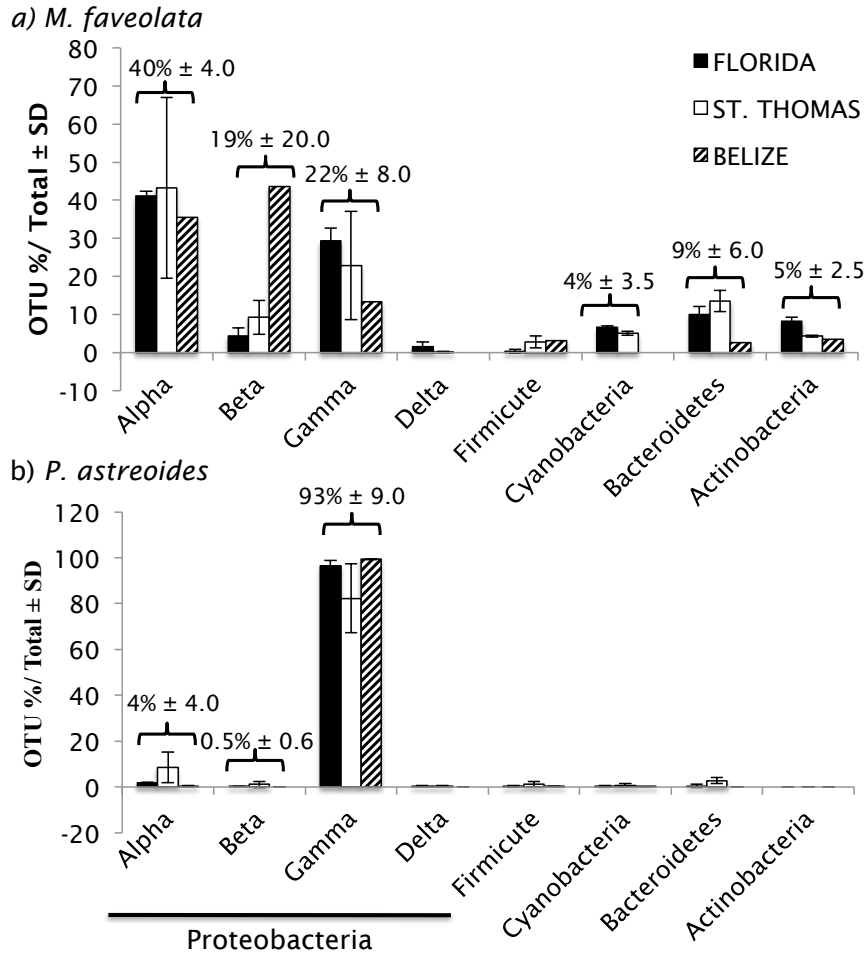 a) M. faveolata
OTU %/ Total ± SD
80
70
60
50
40
30
20
10
0
-10
40% ± 4.0
19% ± 20.0
22% ± 8.0
4% ± 3.5
9% ± 6.0
5% ± 2.5
FLORIDA
ST. THOMAS
BELIZE
Alpha
Beta
Gamma
Delta
Firmicute
Cyanobacteria
Bacteroidetes
Actinobacteria
b) P. astreoides
OTU %/ Total ± SD
120
100
80
60
40
20
0
-20
4% ± 4.0
0.5% ± 0.6
93% ± 9.0
Alpha
Beta
Gamma
Delta
Firmicute
Cyanobacteria
Bacteroidetes
Actinobacteria
Proteobacteria